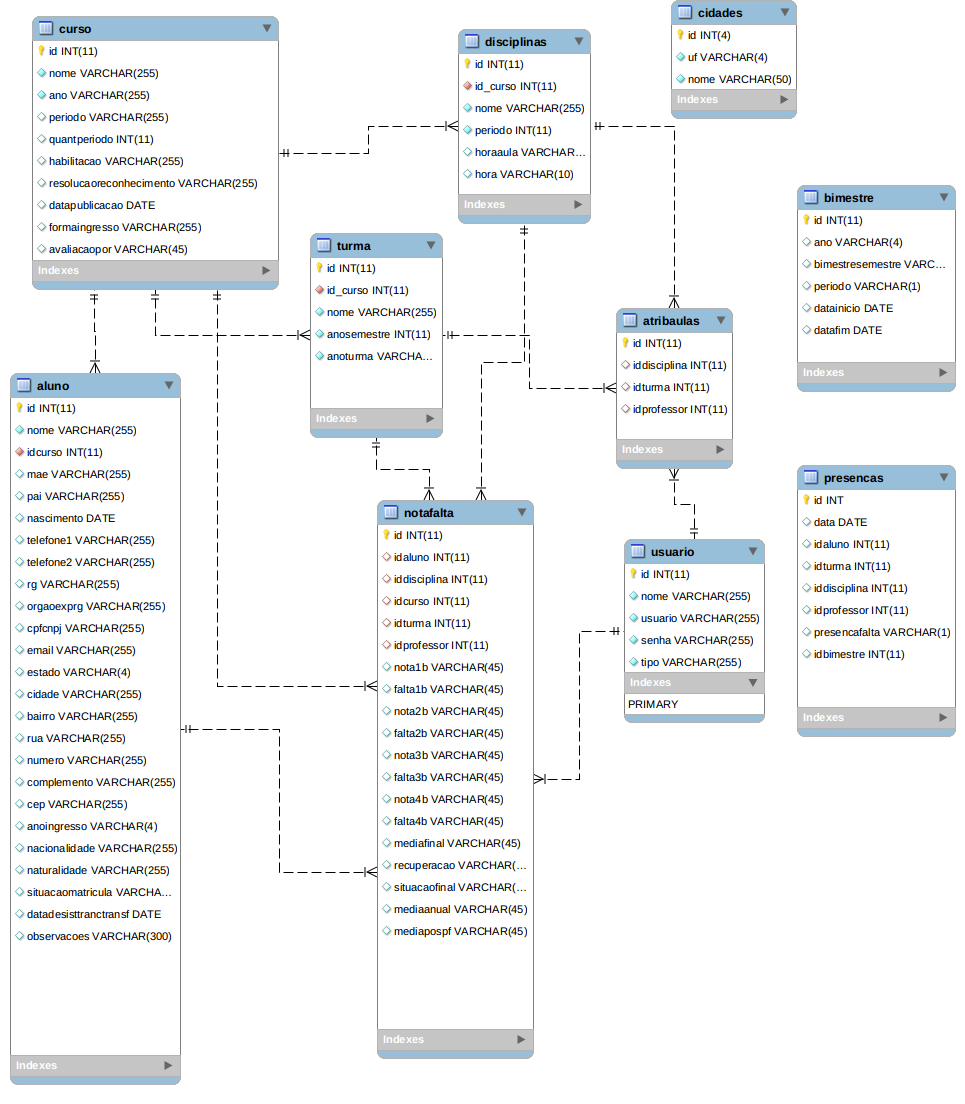 curso
id INT(11)
nome VARCHAR(255)
ano VARCHAR(255)
periodo VARCHAR(255)
quantperiodo INT(11)
habilitacao VARCHAR(255)
resolucaoreconhecimento VARCHAR(255)
datapublicacao DATE
formaingresso VARCHAR(255)
avaliacaopor VARCHAR(45)
Indexes
disciplinas
id INT(11)
id_curso INT(11)
nome VARCHAR(255)
periodo INT(11)
horaaula VARCHAR...
hora VARCHAR(10)
Indexes
cidades
id INT(4)
uf VARCHAR(4)
nome VARCHAR(50)
Indexes
bimestre
id INT(11)
ano VARCHAR(4)
bimestresemestre VARC...
periodo VARCHAR(1)
datainicio DATE
datafim DATE
Indexes
turma
id INT(11)
id_curso INT(11)
nome VARCHAR(255)
anosemestre INT(11)
anoturma VARCHA...
Indexes
atribaulas
id INT(11)
iddisciplina INT(11)
idturma INT(11)
idprofessor INT(11)
Indexes
aluno
id INT(11)
nome VARCHAR(255)
idcurso INT(11)
mae VARCHAR(255)
pai VARCHAR(255)
nascimento DATE
telefone1 VARCHAR(255)
telefone2 VARCHAR(255)
rg VARCHAR(255)
orgaoexprg VARCHAR(255)
cpfcnpj VARCHAR(255)
email VARCHAR(255)
estado VARCHAR(4)
cidade VARCHAR(255)
bairro VARCHAR(255)
rua VARCHAR(255)
numero VARCHAR(255)
complemento VARCHAR(255)
cep VARCHAR(255)
anoingresso VARCHAR(4)
nacionalidade VARCHAR(255)
naturalidade VARCHAR(255)
situacaomatricula VARCHA...
datadesisttranctransf DATE
observacoes VARCHAR(300)
Indexes
notafalta
id INT(11)
idaluno INT(11)
iddisciplina INT(11)
idcurso INT(11)
idturma INT(11)
idprofessor INT(11)
nota1b VARCHAR(45)
falta1b VARCHAR(45)
nota2b VARCHAR(45)
falta2b VARCHAR(45)
nota3b VARCHAR(45)
falta3b VARCHAR(45)
nota4b VARCHAR(45)
falta4b VARCHAR(45)
mediafinal VARCHAR(45)
recuperacao VARCHAR(...
situacaofinal VARCHAR(...
mediaanual VARCHAR(45)
mediapospf VARCHAR(45)
Indexes
usuario
id INT(11)
nome VARCHAR(255)
usuario VARCHAR(255)
senha VARCHAR(255)
tipo VARCHAR(255)
Indexes
PRIMARY
presencas
id INT
data DATE
idaluno INT(11)
idturma INT(11)
iddisciplina INT(11)
idprofessor INT(11)
presencafalta VARCHAR(1)
idbimestre INT(11)
Indexes